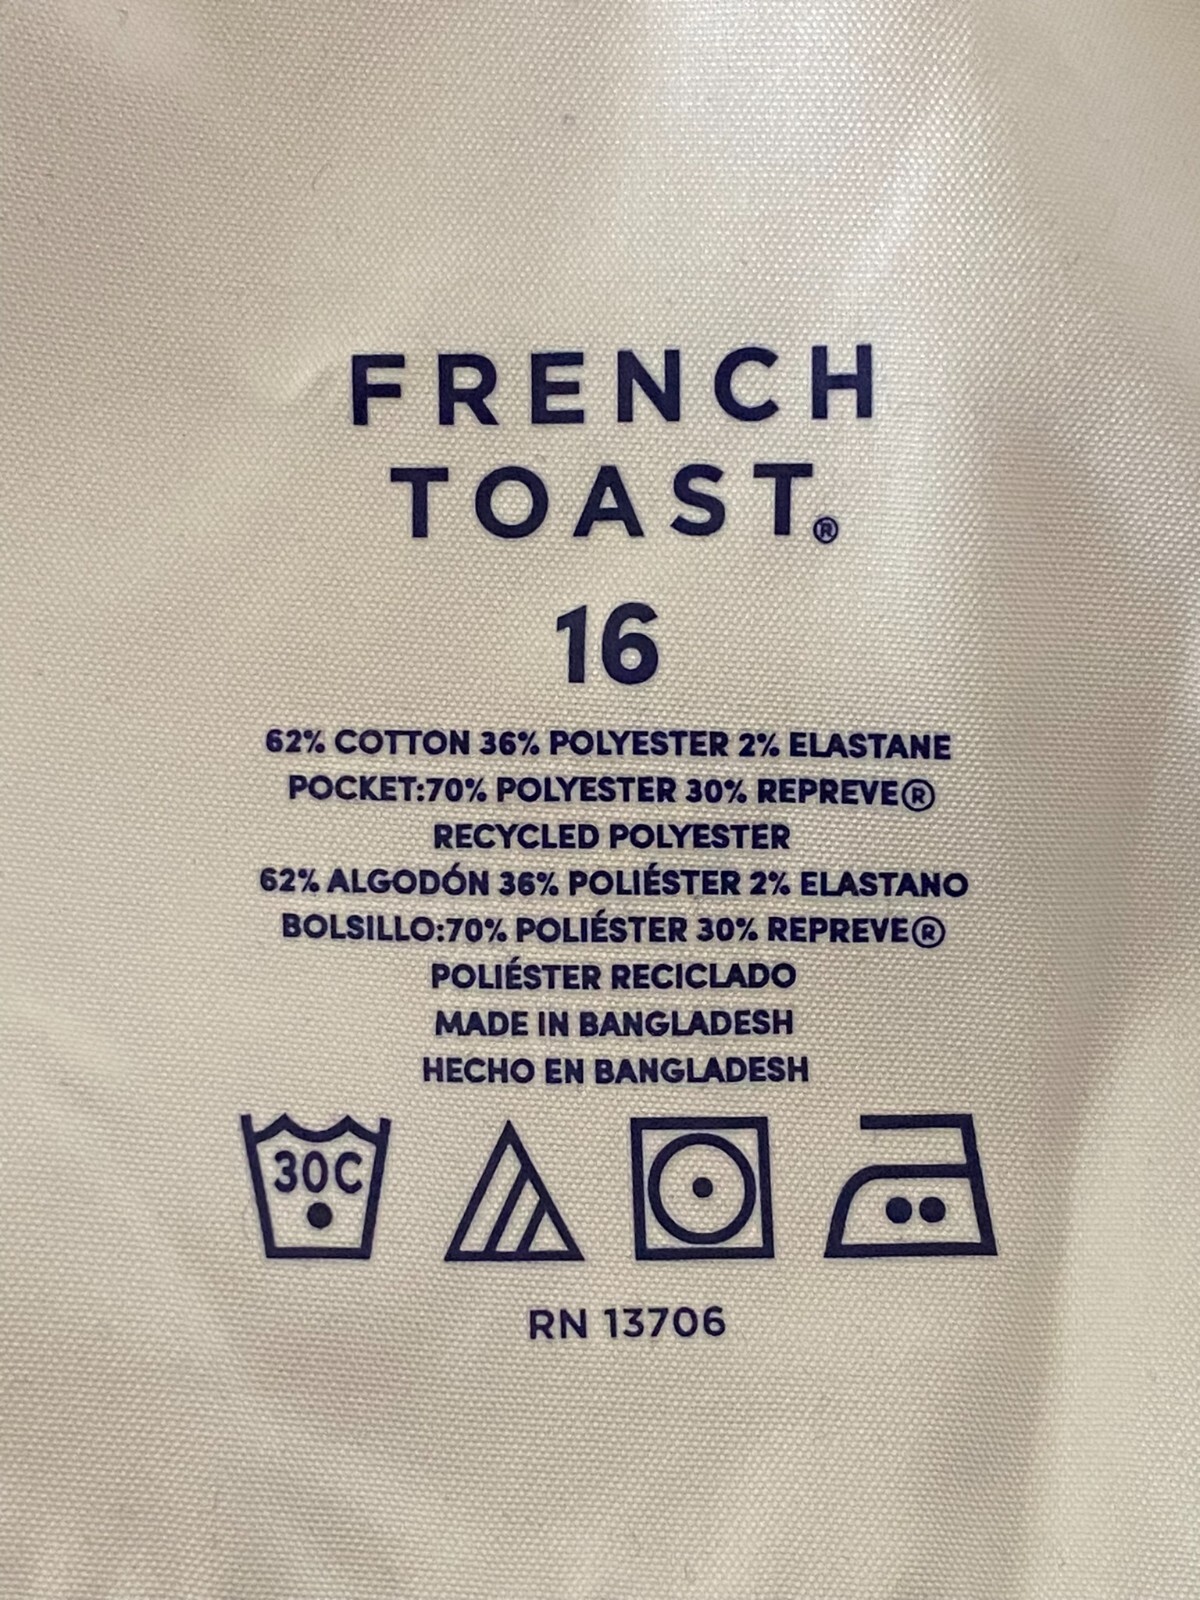 FRENCH
TOAST®
16
62% COTTON 36% POLYESTER 2% ELASTANE
POCKET:70% POLYESTER 30% REPREVE®
RECYCLED POLYESTER
62% ALGODÓN 36% POLIÉSTER 2% ELASTANO
BOLSILLO:70% POLIÉSTER 30% REPREVE®
POLIÉSTER RECICLADO
MADE IN BANGLADESH
HECHO EN BANGLADESH
30C
RN 13706